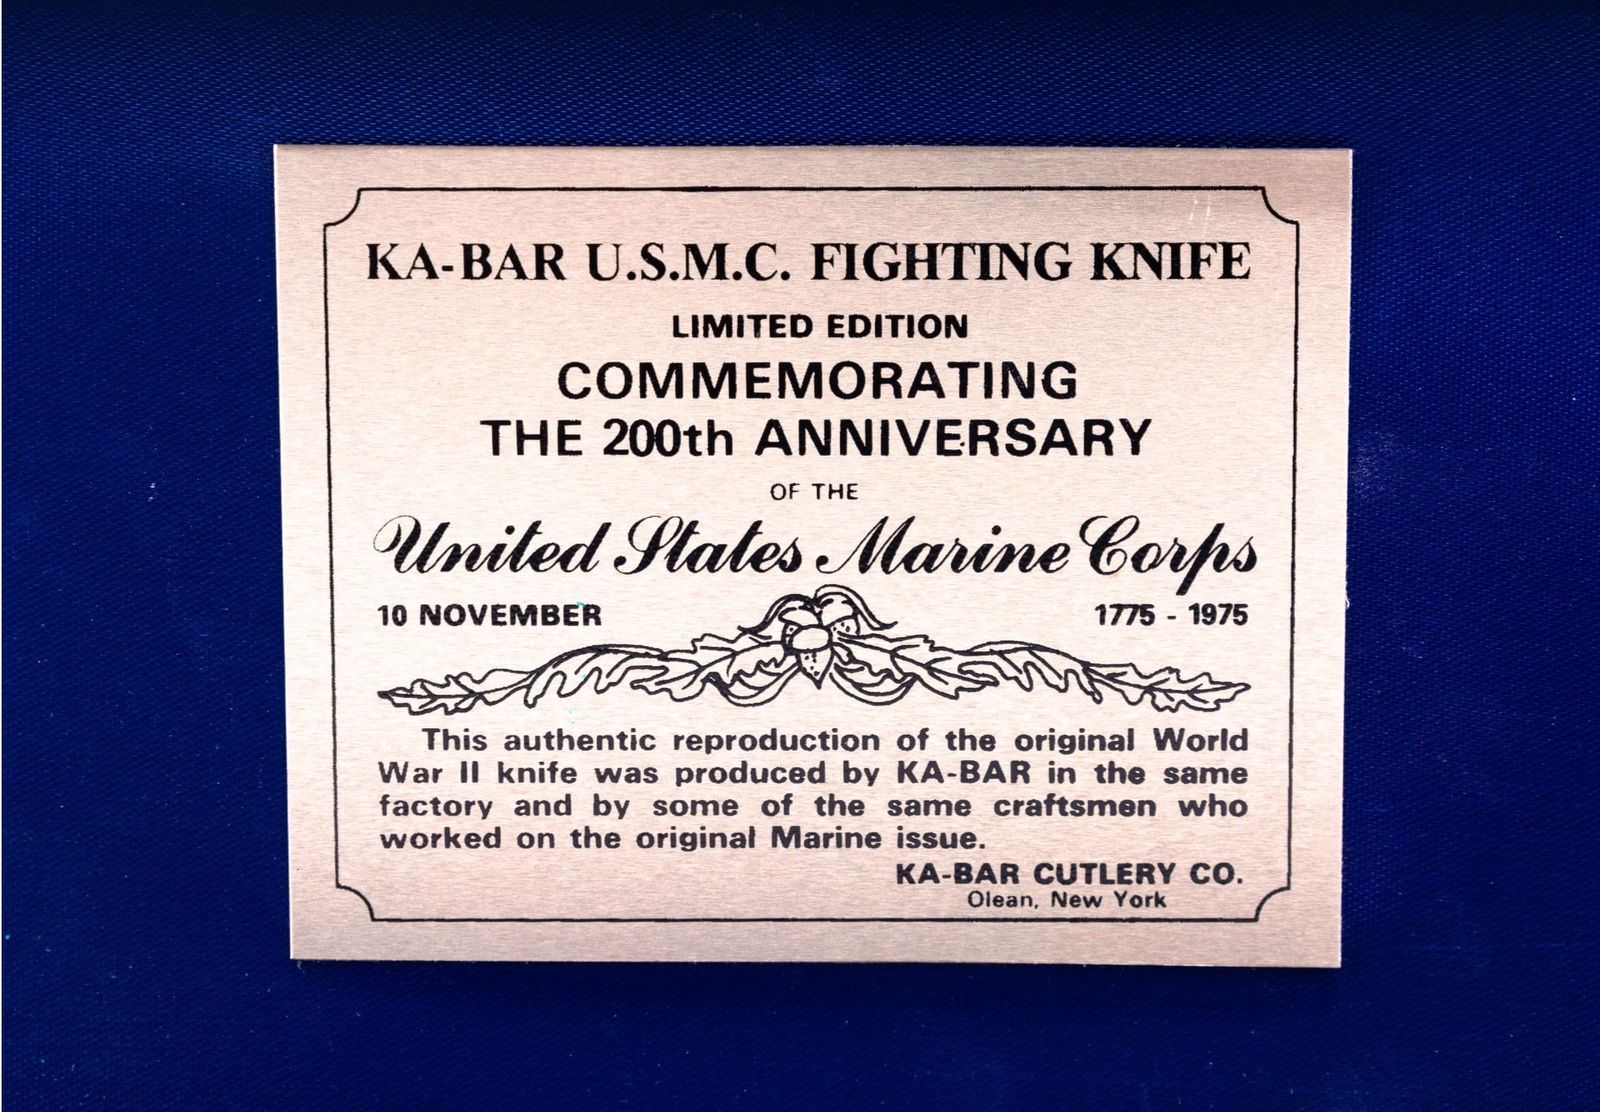 KA-BAR U.S.M.C. FIGHTING KNIFE
LIMITED EDITION
COMMEMORATING
THE 200th ANNIVERSARY
OF THE
United States Marine Corps
10 NOVEMBER 1775 - 1975
This authentic reproduction of the original World
War II knife was produced by KA-BAR in the same
factory and by some of the same craftsmen who
worked on the original Marine issue.
KA-BAR CUTLERY CO.
Olean, New York